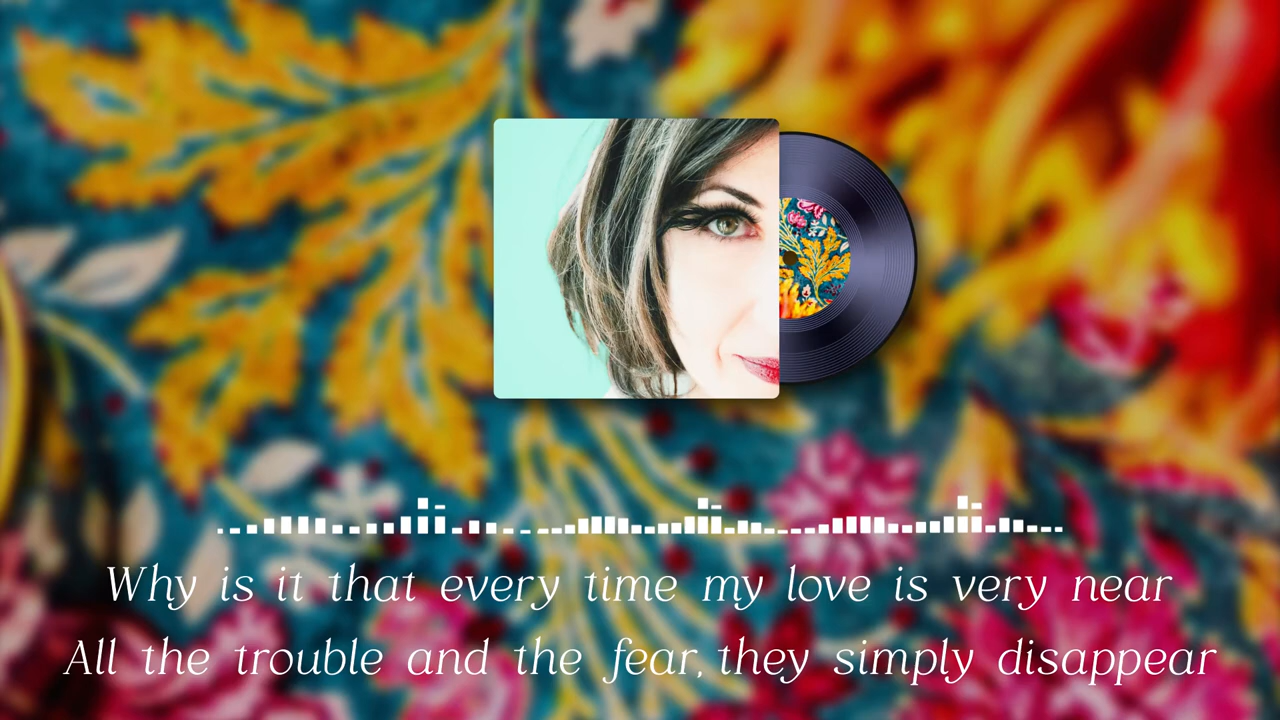 Why is it that every time my love is very near
All the trouble and the fear, they simply disappear